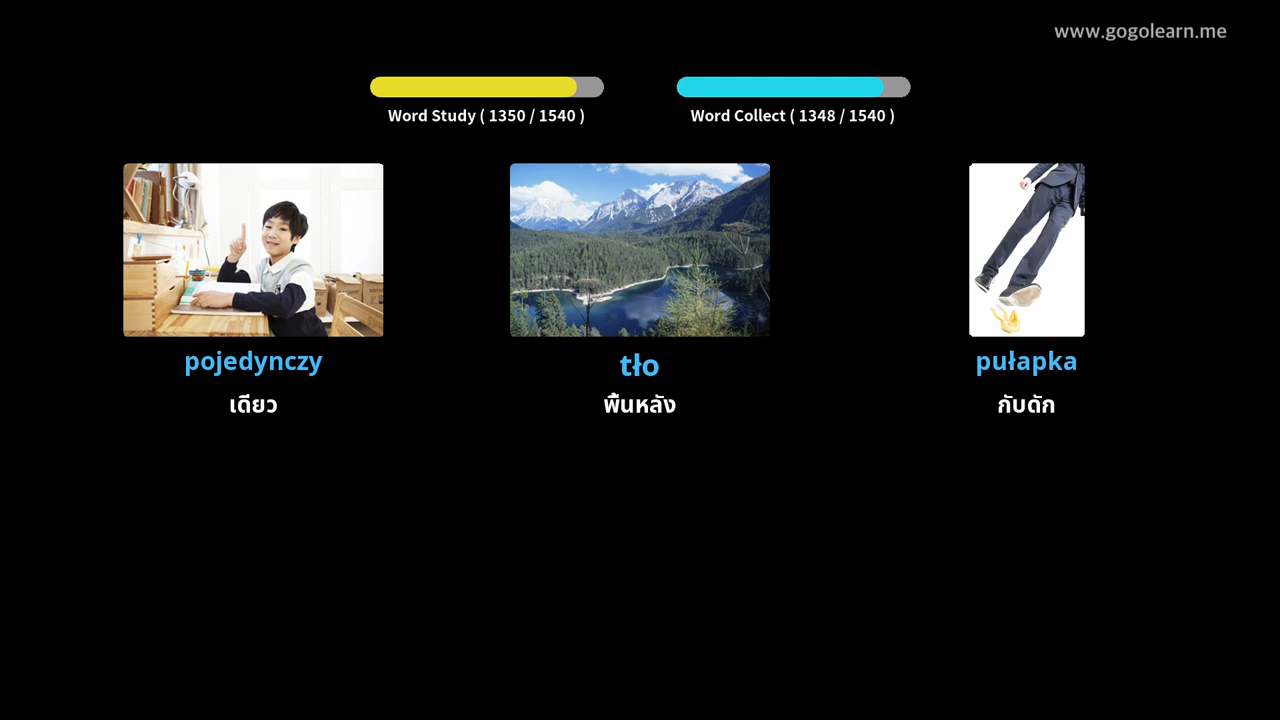 www.gogolearn.me
Word Study ( 1350 / 1540 )
Word Collect ( 1348 / 1540 )
pojedynczy
tło
pułapka
เดียว
พื้นหลัง
กับดัก